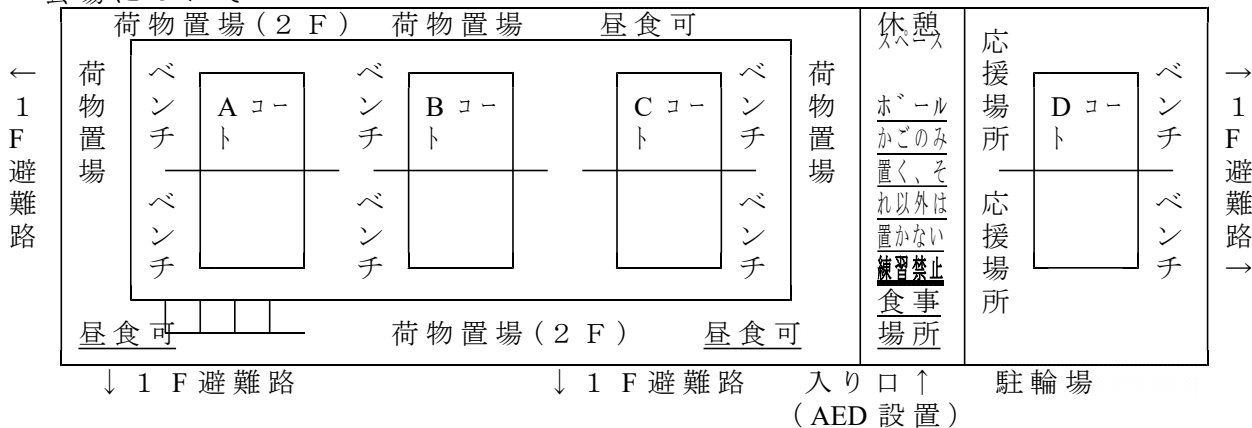 荷物置場(２Ｆ) 荷物置場 昼食可
休憩
スペース
←１Ｆ避難路
荷物置場
ベンチ
ベンチ
Aコート
ベンチ
ベンチ
Bコート
Cコート
ベンチ
ベンチ
荷物置場
ボール
かごのみ
置く、そ
れ以外は
置かない
練習禁止
食事
場所
応援場所
応援場所
Dコート
ベンチ
ベンチ
→１Ｆ避難路→
昼食可 荷物置場(２Ｆ) 昼食可
↓１Ｆ避難路 ↓１Ｆ避難路 入り口↑ 駐輪場
(AED設置)